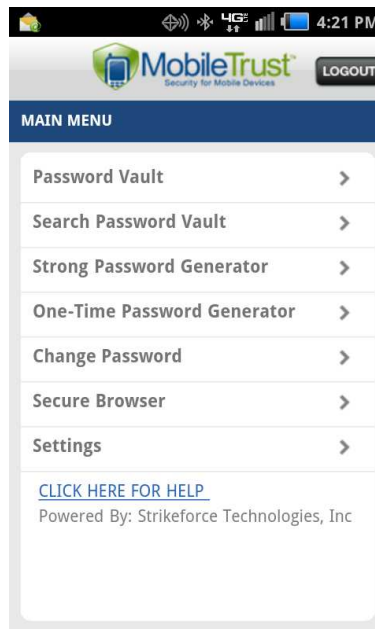 4G LTE 4:21 PM
MobileTrust
Security for Mobile Devices
LOGOUT
MAIN MENU
Password Vault
Search Password Vault
Strong Password Generator
One-Time Password Generator
Change Password
Secure Browser
Settings
CLICK HERE FOR HELP
Powered By: Strikeforce Technologies, Inc